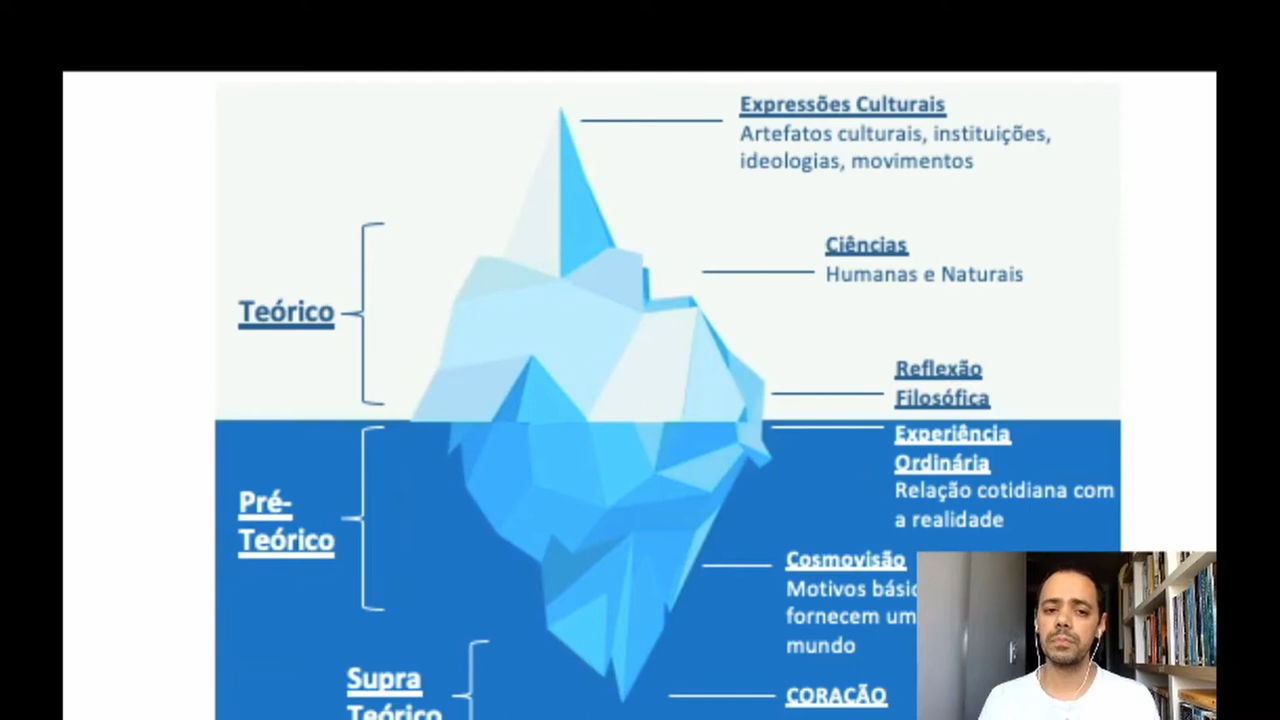 Expressões Culturais
Artefatos culturais, instituições,
ideologias, movimentos
Ciências
Humanas e Naturais
Teórico
Reflexão
Filosófica
Experiência
Ordinária
Relação cotidiana com
a realidade
Pré-
Teórico
Cosmovisão
Motivos
fornecem um
mundo
Supra
Teórico
CORAÇÃO